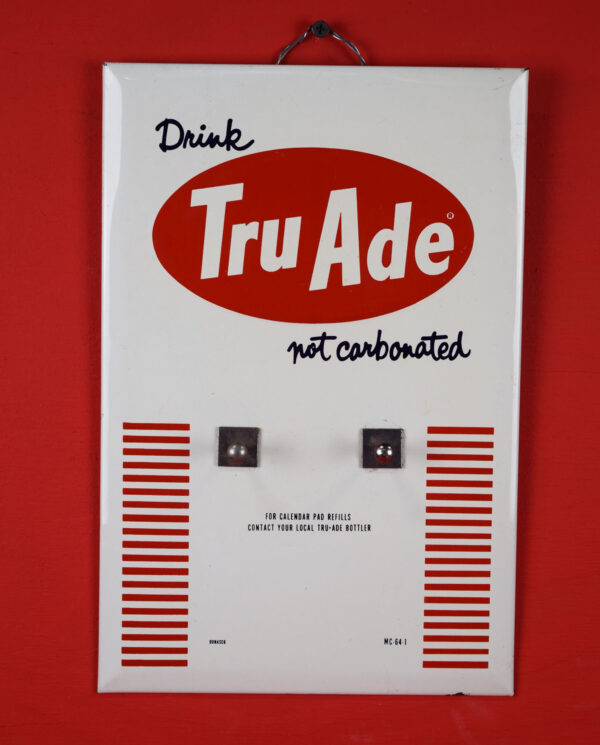 Drink
Tru Ade®
not carbonated
FOR CALENDAR PAD REFILLS
CONTACT YOUR LOCAL TRU-ADE BOTTLER
MC-64-1